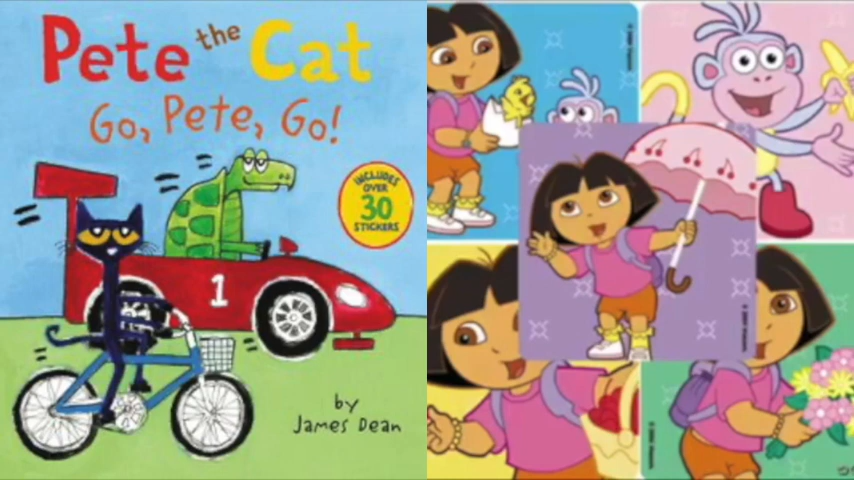 Pete the Cat
Go, Pete, Go!
INCLUDES
OVER
30
STICKERS
1
by
James Dean